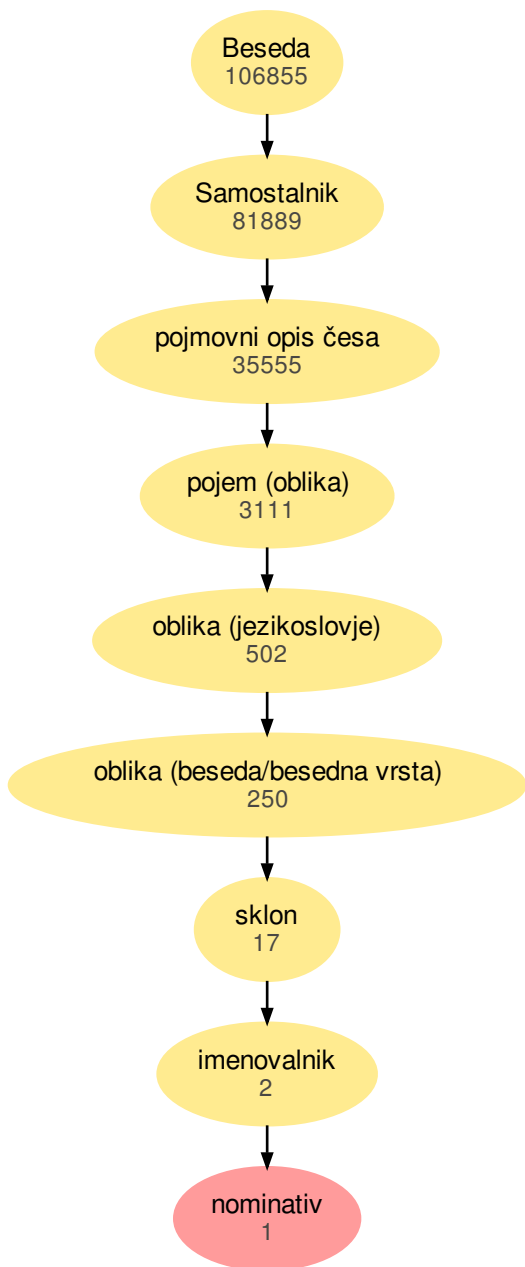 Beseda
106855
Samostalnik
81889
pojmovni opis česa
35555
pojem (oblika)
3111
oblika (jezikoslovje)
502
oblika (beseda/besedna vrsta)
250
sklon
17
imenovalnik
2
nominativ
1